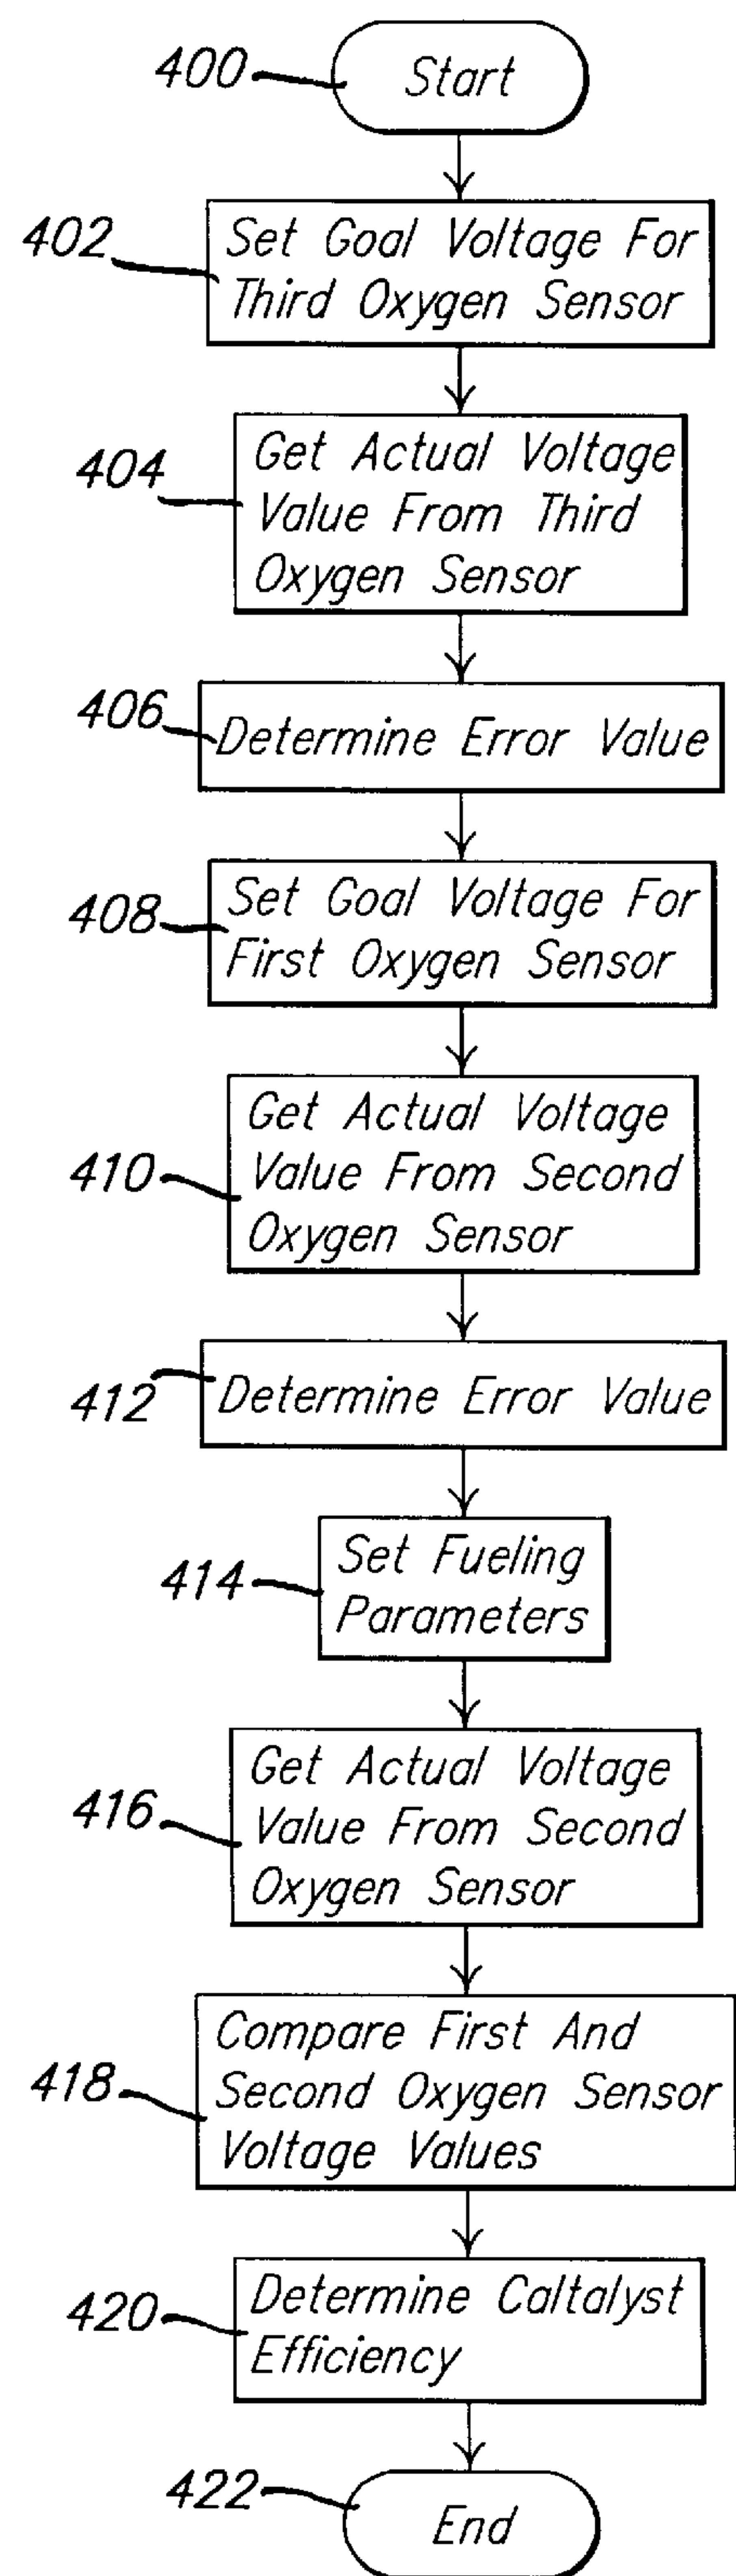 400
Start
402
Set Goal Voltage For
Third Oxygen Sensor
404
Get Actual Voltage
Value From Third
Oxygen Sensor
406
Determine Error Value
408
Set Goal Voltage For
First Oxygen Sensor
410
Get Actual Voltage
Value From Second
Oxygen Sensor
412
Determine Error Value
414
Set Fueling
Parameters
416
Get Actual Voltage
Value From Second
Oxygen Sensor
418
Compare First And
Second Oxygen Sensor
Voltage Values
420
Determine Caltalyst
Efficiency
422
End